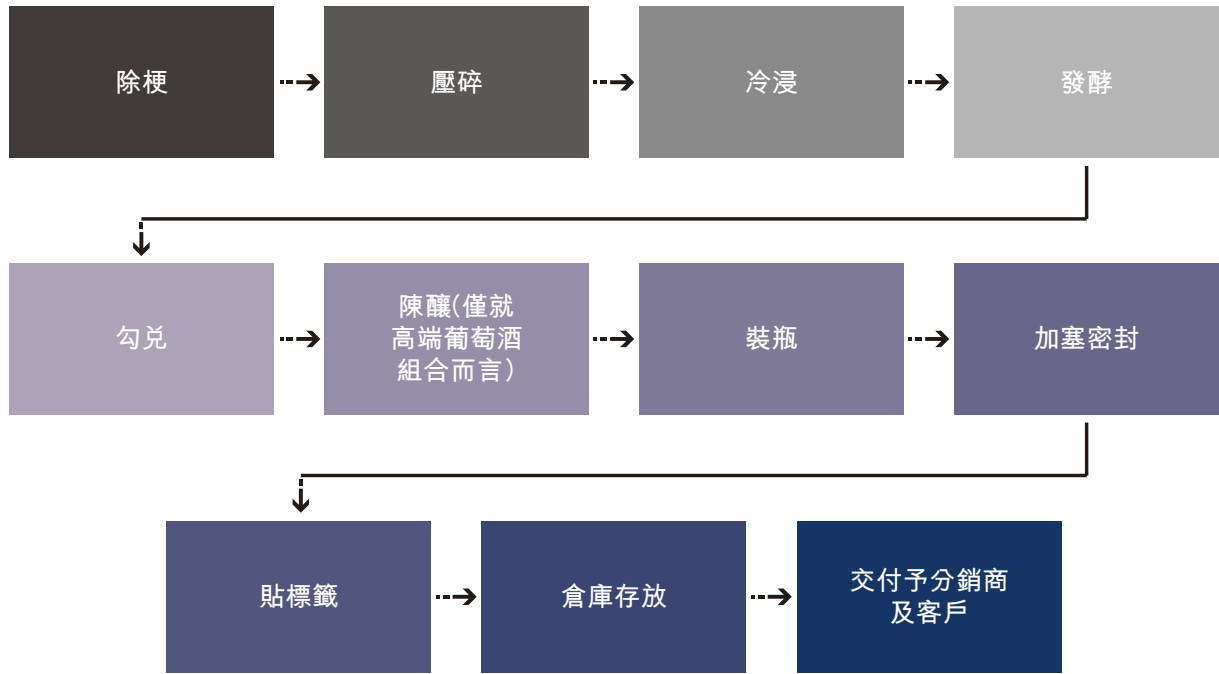 除梗
壓碎
冷浸
發酵
勾兑
陳釀(僅就
高端葡萄酒
組合而言)
裝瓶
加塞密封
貼標籤
倉庫存放
交付予分銷商
及客戶